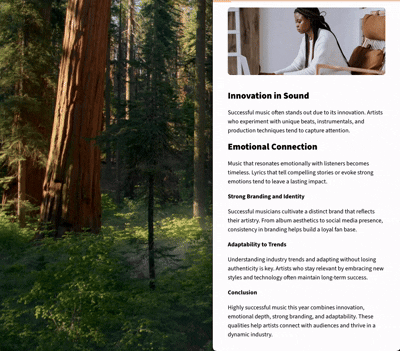 Innovation in Sound
Successful music often stands out due to its innovation. Artists
who experiment with unique beats, instrumentals, and
production techniques tend to capture attention.
Emotional Connection
Music that resonates emotionally with listeners becomes
timeless. Lyrics that tell compelling stories or evoke strong
emotions tend to leave a lasting impact.
Strong Branding and Identity
Successful musicians cultivate a distinct brand that reflects
their artistry. From album aesthetics to social media presence,
consistency in branding helps build a loyal fan base.
Adaptability to Trends
Understanding industry trends and adapting without losing
authenticity is key. Artists who stay relevant by embracing new
styles and technology often maintain long-term success.
Conclusion
Highly successful music this year combines innovation,
emotional depth, strong branding, and adaptability. These
qualities help artists connect with audiences and thrive in a
dynamic industry.